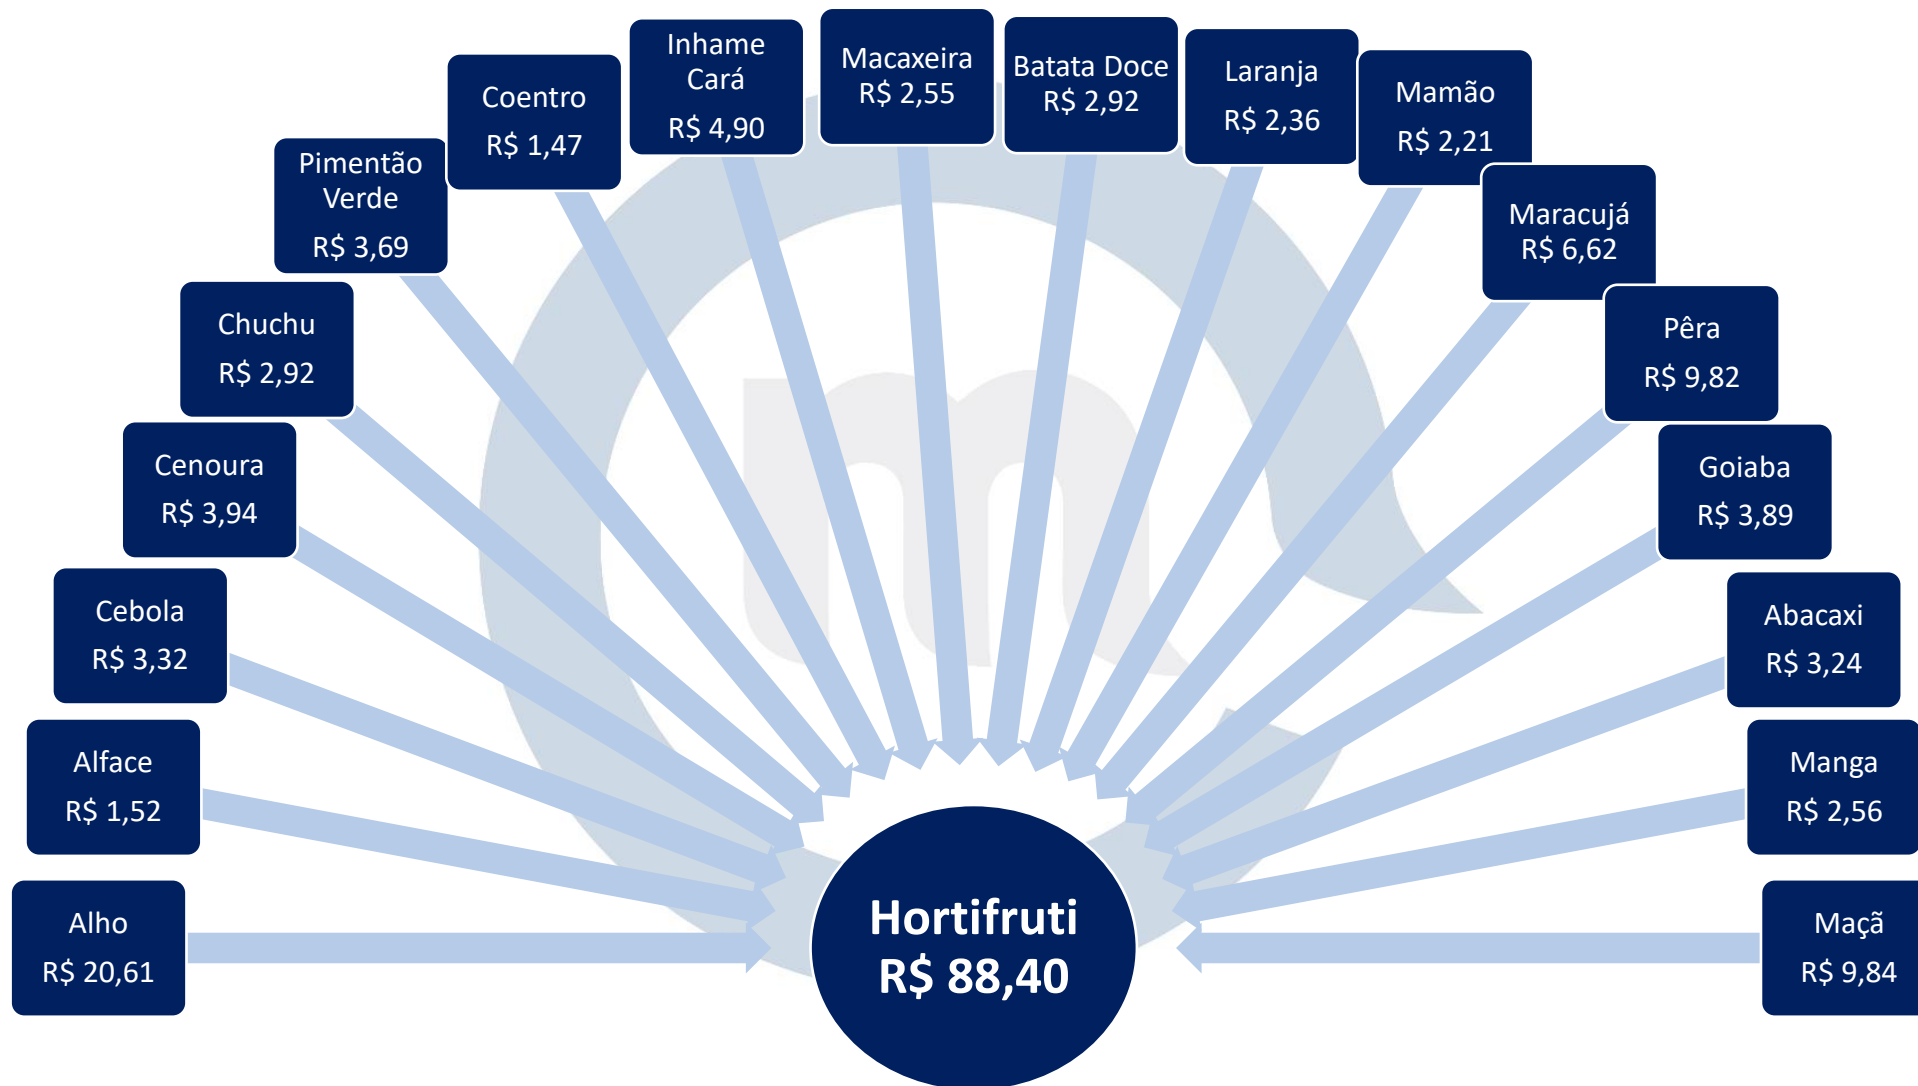 Inhame
Cará
R$ 4,90
Macaxeira
R$ 2,55
Batata Doce
R$ 2,92
Laranja
R$ 2,36
Mamão
R$ 2,21
Coentro
R$ 1,47
Pimentão
Verde
R$ 3,69
Maracujá
R$ 6,62
Chuchu
R$ 2,92
Pêra
R$ 9,82
Cenoura
R$ 3,94
Goiaba
R$ 3,89
Cebola
R$ 3,32
Abacaxi
R$ 3,24
Alface
R$ 1,52
Manga
R$ 2,56
Alho
R$ 20,61
Hortifruti
R$ 88,40
Maçã
R$ 9,84